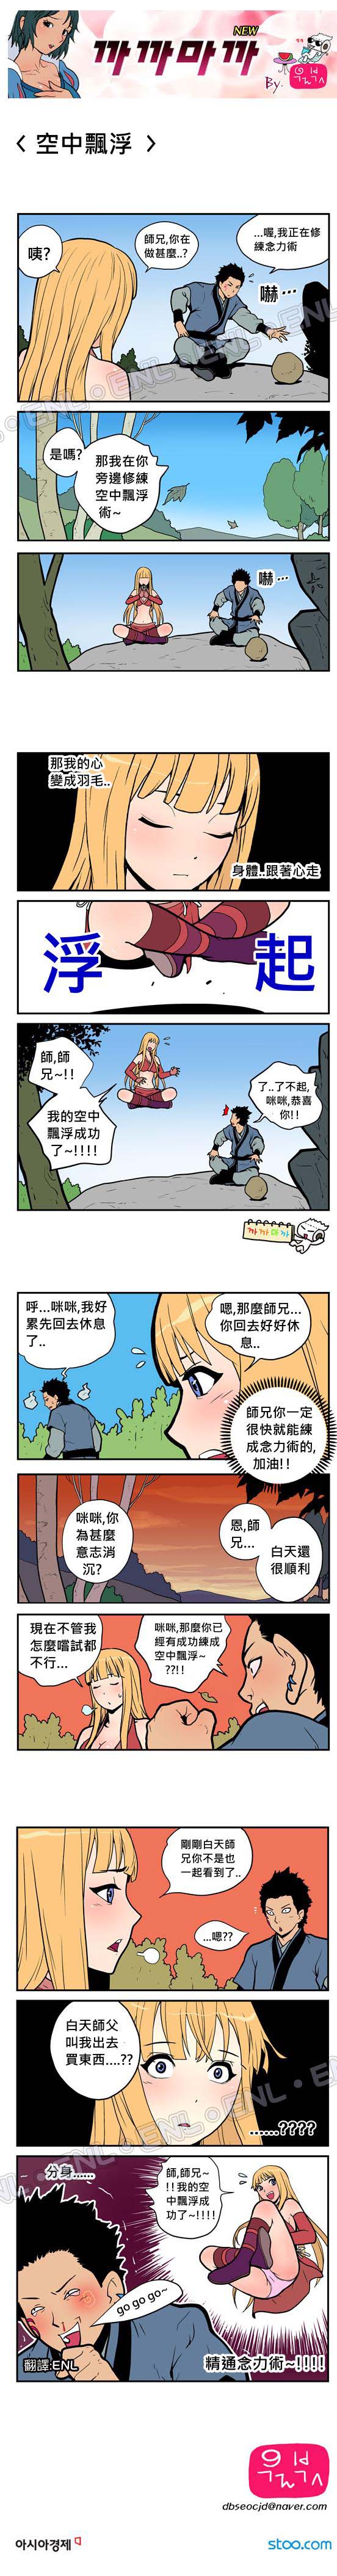 NEW
까까마까
By.
우보
< 空中飄浮 >
咦?
師兄,你在
做甚麼..?
...喔,我正在修
練念力術
嚇...
是嗎?
那我在你
旁邊修練
空中飄浮
術~
嚇...
那我的心
變成羽毛..
身體..跟著心走
浮 起
師,師
兄~!!
我的空中
飄浮成功
了~!!!!
了..了不起,
咪咪,恭喜
你!!
까까마까
呼...咪咪,我好
累先回去休息
了..
嗯,那麼師兄...
你回去好好休
息..
師兄你一定
很快就能練
成念力術的,
加油!!
咪咪,你
為甚麼
意志消
沉?
恩,師
兄...
白天還
很順利
現在不管我
怎麼嚐試都
不行...
咪咪,那麼你已
經有成功練成
空中飄浮~
??!!
剛剛白天師
兄你不是也
一起看到了..
...嗯??
白天師父
叫我出去
買東西....??
......????
分身......
師,師兄~
!!我的空
中飄浮成
功了~!!!!
go go go~
翻譯:ENL
精通念力術~!!!!
dbseocjd@naver.com
아시아경제
stoo.com
ENL